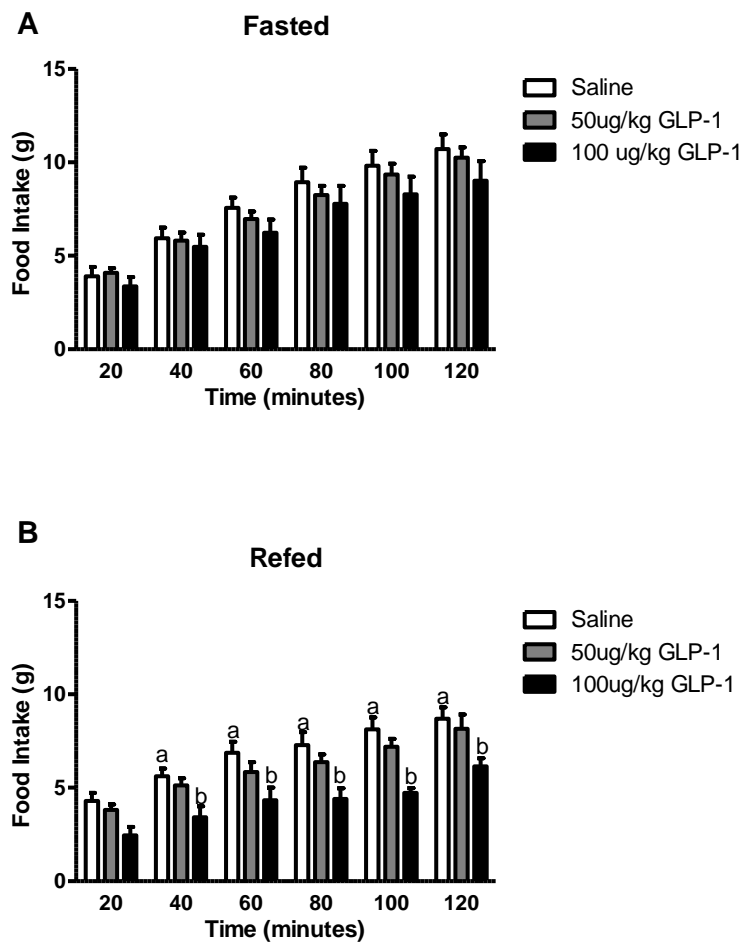 A
Fasted
15
10
5
0
Food Intake (g)
20 40 60 80 100 120
Time (minutes)
Saline
50ug/kg GLP-1
100 ug/kg GLP-1
B
Refed
15
10
5
0
Food Intake (g)
a a a a a
b b b b b
20 40 60 80 100 120
Time (minutes)
Saline
50ug/kg GLP-1
100ug/kg GLP-1